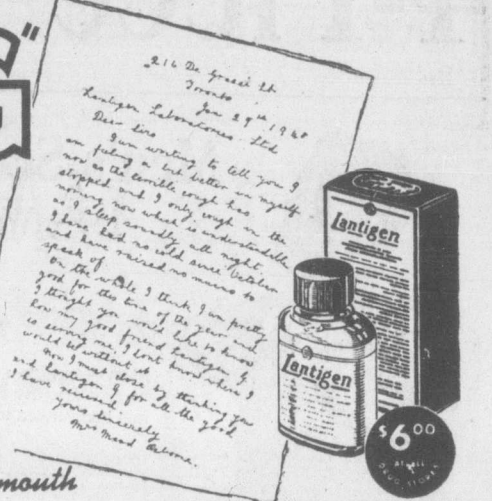 214 De Grassi St
Toronto
Jan 29th 1948
Lantigen Laboratories Ltd
Dear Sirs
I am writing to tell you I
am feeling a lot better in myself
now as the terrible cough has
stopped and I only cough in the
morning now which is understandable
as I sleep soundly all night.
I have had no cold since October
and have raised no mucus to
speak of.
On the whole I think I am pretty
good for this time of the year and
I thought you would like to know
how my good friend Lantigen
is serving me, I dont know where I
would be without it
Now I must close by thanking you
and Lantigen for all the good
I have received
Yours Sincerely
Mrs Maud
Lantigen
Lantigen
$6.00
AT ALL
DRUG STORES
mouth